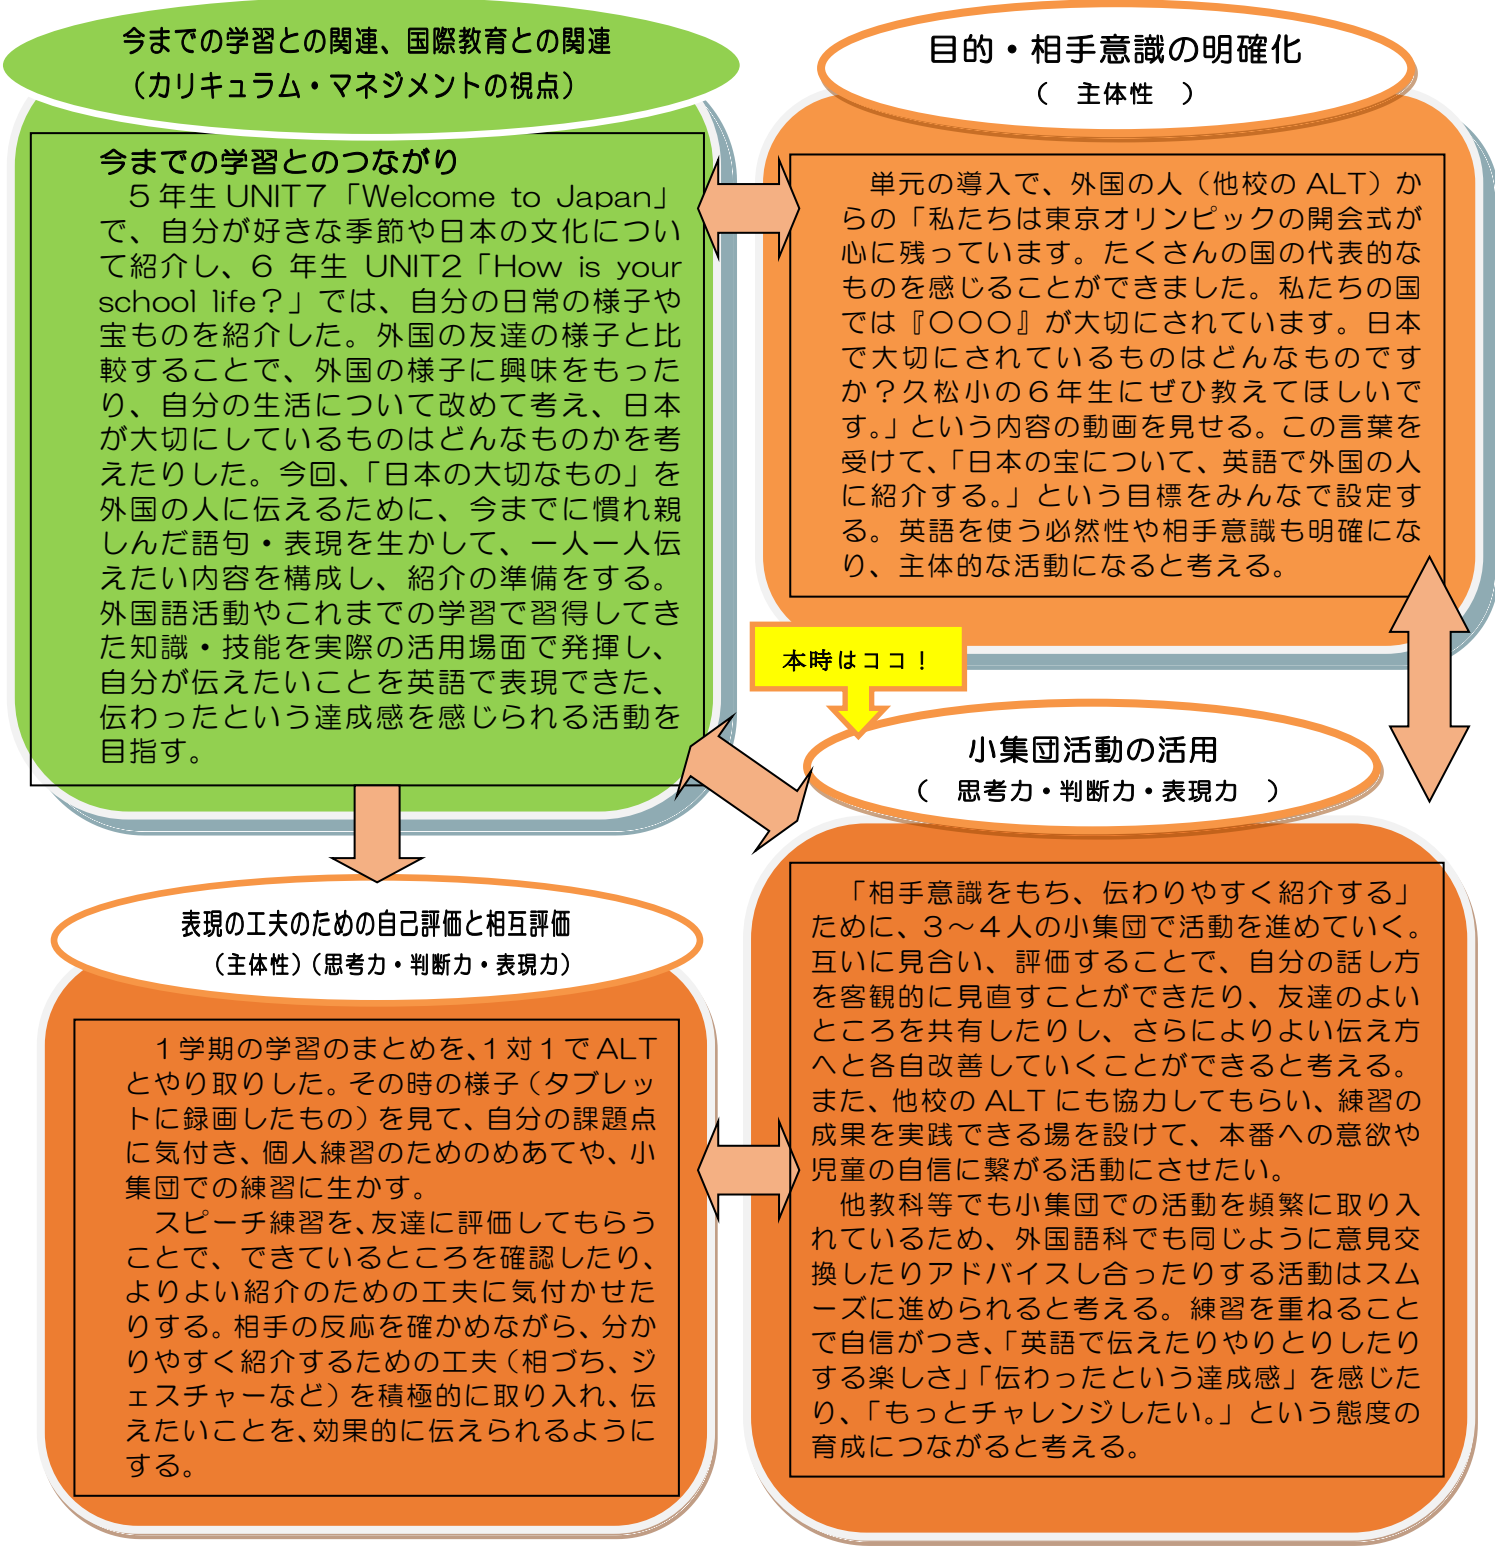 今までの学習との関連、国際教育との関連
（カリキュラム・マネジメントの視点）
今までの学習とのつながり
５年生 UNIT７「Welcome to Japan」
で、自分が好きな季節や日本の文化につい
て紹介し、６ 年生 UNIT2「How is your
school life？」では、自分の日常の様子や
宝ものを紹介した。外国の友達の様子と比
較することで、外国の様子に興味をもった
り、自分の生活について改めて考え、日本
が大切にしているものはどんなものかを考
えたりした。今回、「日本の大切なもの」を
外国の人に伝えるために、今までに慣れ親
しんだ語句・表現を生かして、一人一人伝
えたい内容を構成し、紹介の準備をする。
外国語活動やこれまでの学習で習得してき
た知識・技能を実際の活用場面で発揮し、
自分が伝えたいことを英語で表現できた、
伝わったという達成感を感じられる活動を
目指す。
目的・相手意識の明確化
（　主体性　）
単元の導入で、外国の人（他校の ALT）か
らの「私たちは東京オリンピックの開会式が
心に残っています。たくさんの国の代表的な
ものを感じることができました。私たちの国
では『〇〇〇』が大切にされています。日本
で大切にされているものはどんなものです
か？久松小の６年生にぜひ教えてほしいで
す。」という内容の動画を見せる。この言葉を
受けて、「日本の宝について、英語で外国の人
に紹介する。」という目標をみんなで設定す
る。英語を使う必然性や相手意識も明確にな
り、主体的な活動になると考える。
本時はココ！
小集団活動の活用
（　思考力・判断力・表現力　）
「相手意識をもち、伝わりやすく紹介する」
ために、３～４人の小集団で活動を進めていく。
互いに見合い、評価することで、自分の話し方
を客観的に見直すことができたり、友達のよい
ところを共有したりし、さらによりよい伝え方
へと各自改善していくことができると考える。
また、他校の ALT にも協力してもらい、練習の
成果を実践できる場を設けて、本番への意欲や
児童の自信に繋がる活動にさせたい。
他教科等でも小集団での活動を頻繁に取り入
れているため、外国語科でも同じように意見交
換したりアドバイスし合ったりする活動はスム
ーズに進められると考える。練習を重ねること
で自信がつき、「英語で伝えたりやりとりしたり
する楽しさ」「伝わったという達成感」を感じた
り、「もっとチャレンジしたい。」という態度の
育成につながると考える。
表現の工夫のための自己評価と相互評価
（主体性）（思考力・判断力・表現力）
１学期の学習のまとめを、１対１で ALT
とやり取りした。その時の様子（タブレッ
トに録画したもの）を見て、自分の課題点
に気付き、個人練習のためのめあてや、小
集団での練習に生かす。
スピーチ練習を、友達に評価してもらう
ことで、できているところを確認したり、
よりよい紹介のための工夫に気付かせた
りする。相手の反応を確かめながら、分か
りやすく紹介するための工夫（相づち、ジ
ェスチャーなど）を積極的に取り入れ、伝
えたいことを、効果的に伝えられるように
する。